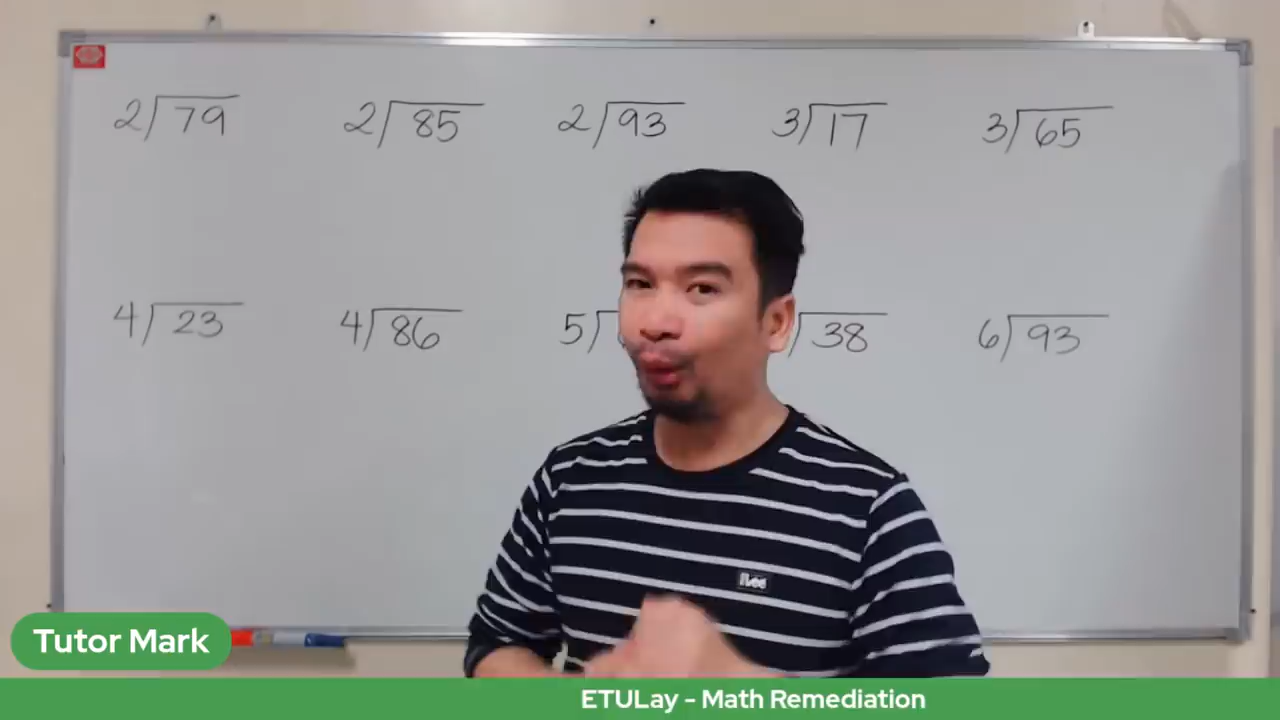 2)79 2)85 2)93 3)17 3)65
4)23 4)86 5) )38 6)93
Lee
Tutor Mark
ETULay - Math Remediation